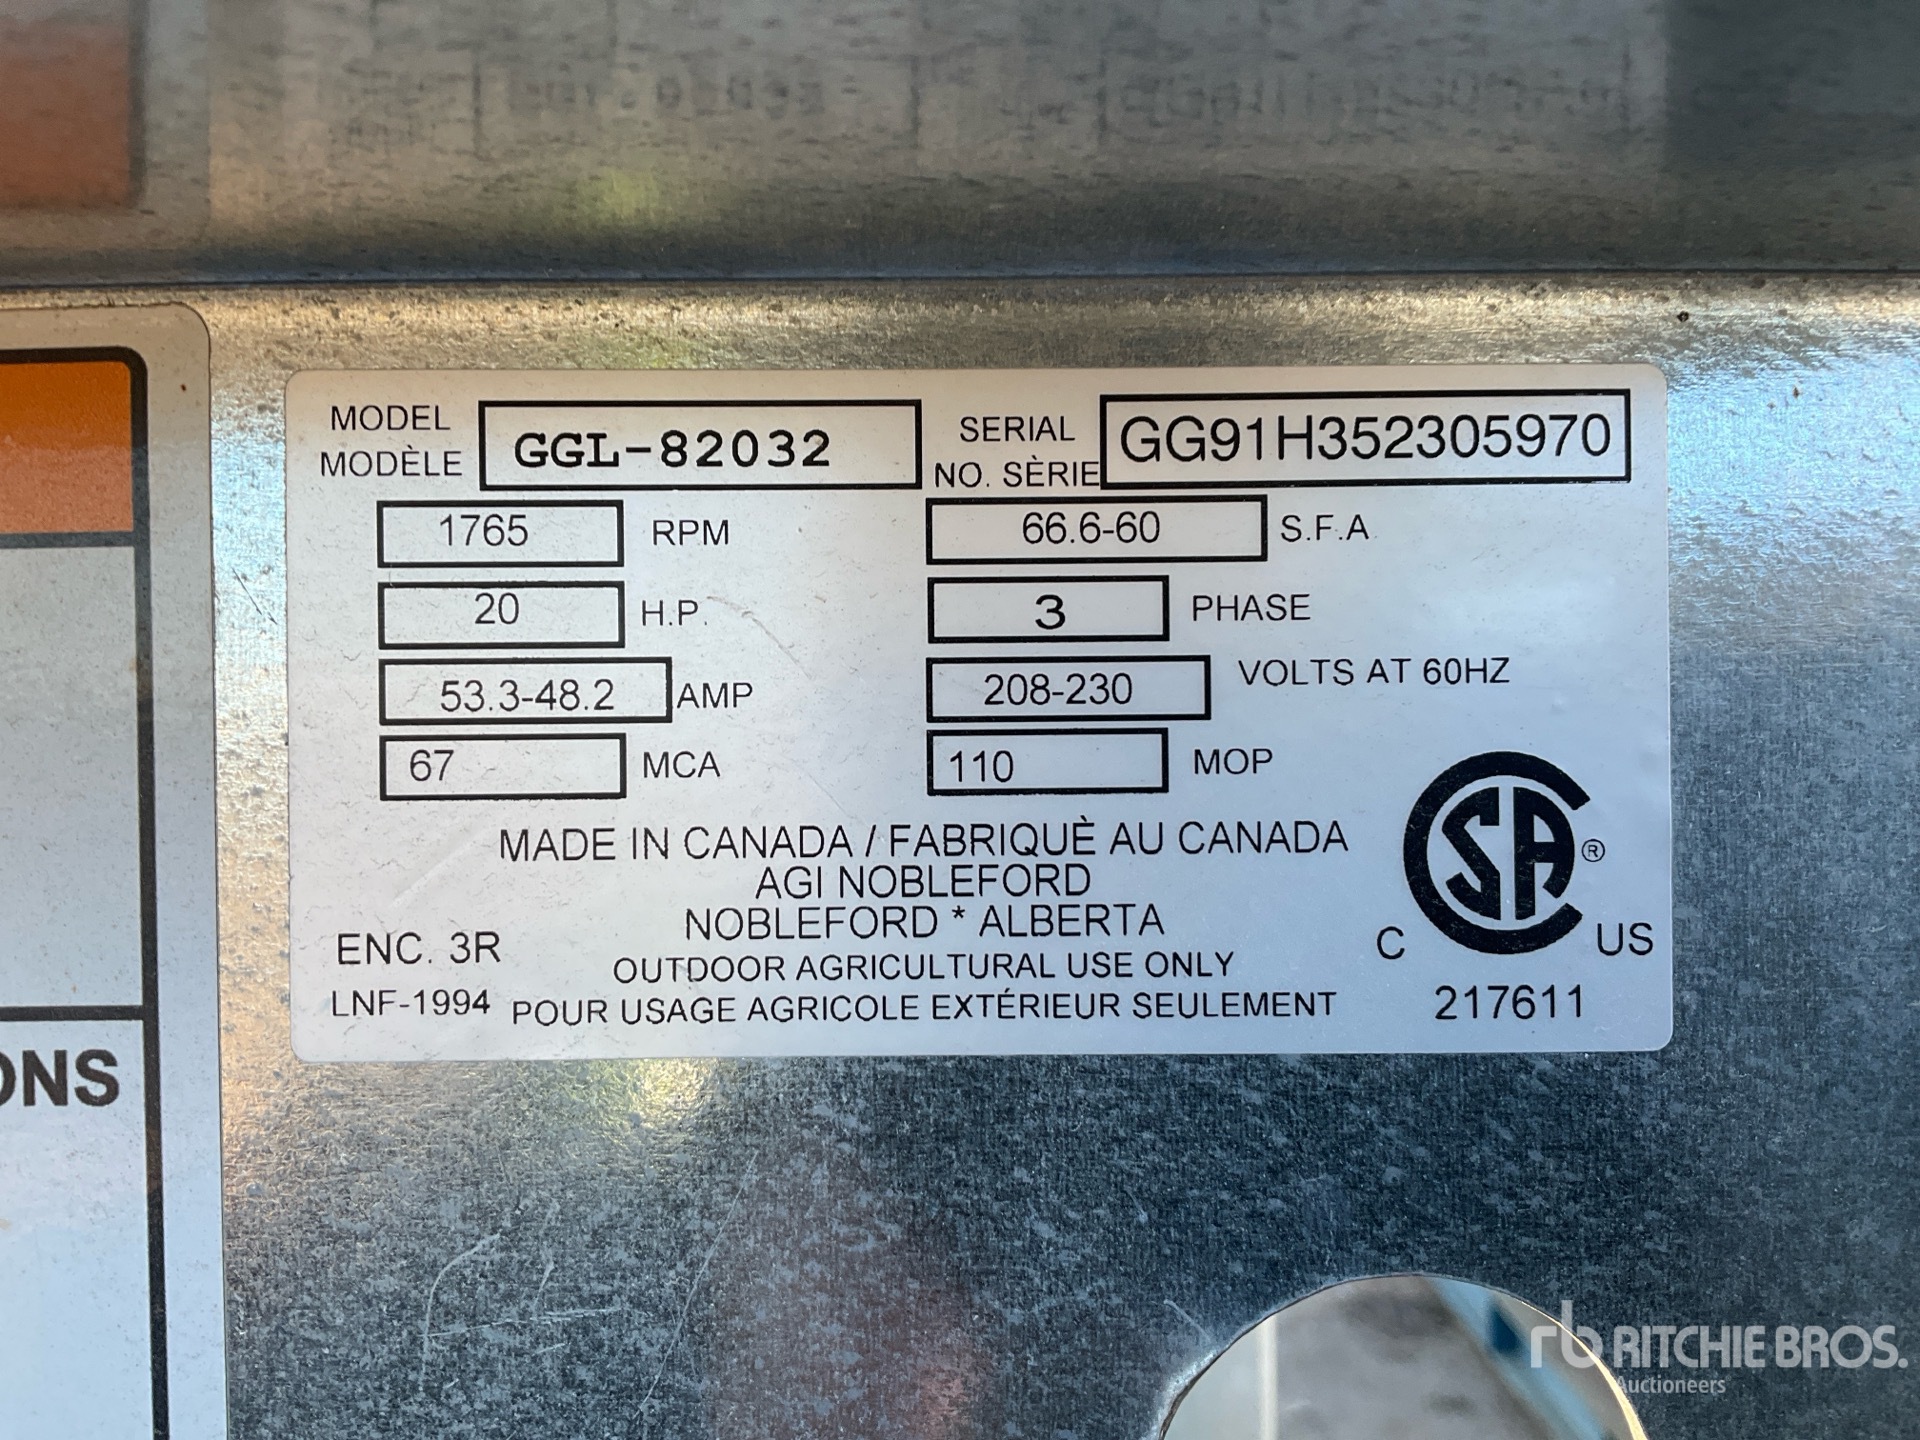 MODEL
MODÈLE
GGL-82032
SERIAL
NO. SÈRIE
GG91H352305970
1765 RPM
66.6-60 S.F.A
20 H.P.
3 PHASE
53.3-48.2 AMP
208-230 VOLTS AT 60HZ
67 MCA
110 MOP
MADE IN CANADA / FABRIQUÈ AU CANADA
AGI NOBLEFORD
NOBLEFORD * ALBERTA
ENC. 3R
OUTDOOR AGRICULTURAL USE ONLY
LNF-1994
POUR USAGE AGRICOLE EXTÉRIEUR SEULEMENT
CSA ®
C US
217611
ONS
rb RITCHIE BROS.
Auctioneers